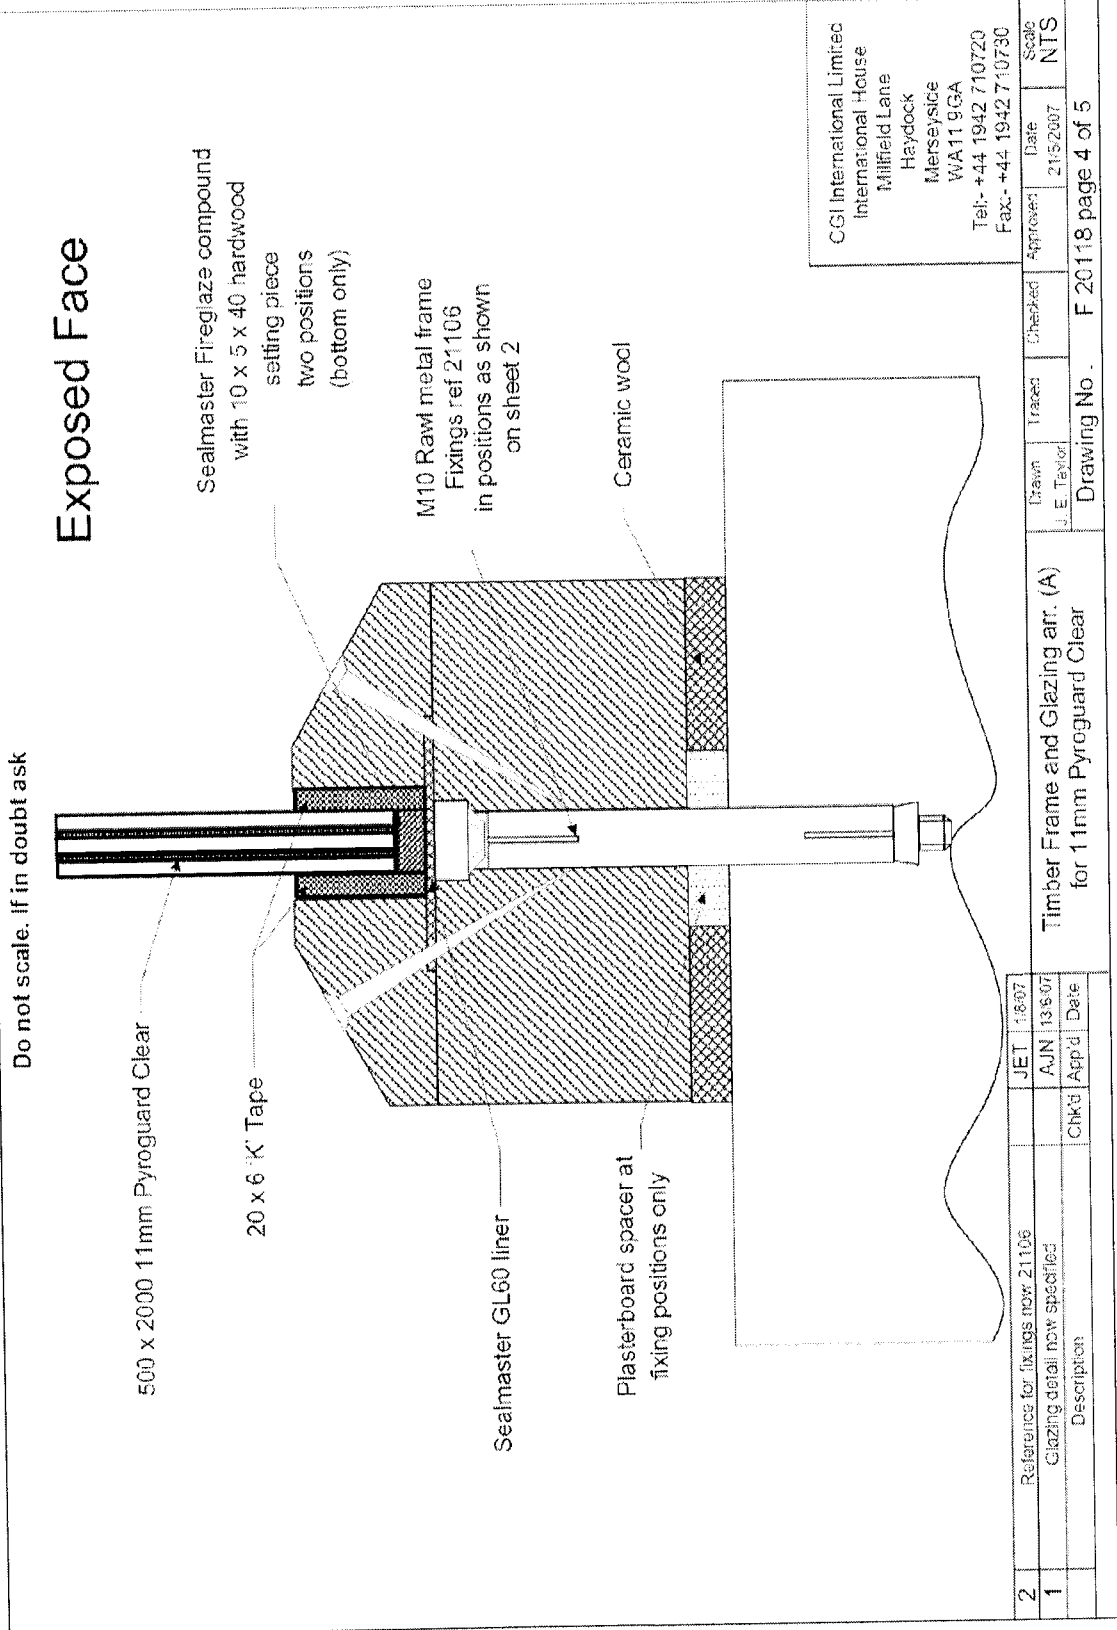 Do not scale. If in doubt ask
Exposed Face
500 x 2000 11mm Pyroguard Clear
20 x 6 'K' Tape
Sealmaster GL60 liner
Plasterboard spacer at
fixing positions only
Sealmaster Fireglaze compound
with 10 x 5 x 40 hardwood
setting piece
two positions
(bottom only)
M10 Rawl metal frame
Fixings ref 21106
in positions as shown
on sheet 2
Ceramic wool
CGI International Limited
International House
Millfield Lane
Haydock
Merseyside
WA11 9GA
Tel:- +44 1942 710720
Fax:- +44 1942 710730
2 Reference for fixings now 21106 JET 1/8/07
1 Glazing detail now specified AJN 13/6/07
Description Chk'd App'd Date
Timber Frame and Glazing arr. (A)
for 11mm Pyroguard Clear
Drawn Traced Checked Approved Date Scale
J. E. Taylor 21/5/2007 NTS
Drawing No. F 20118 page 4 of 5